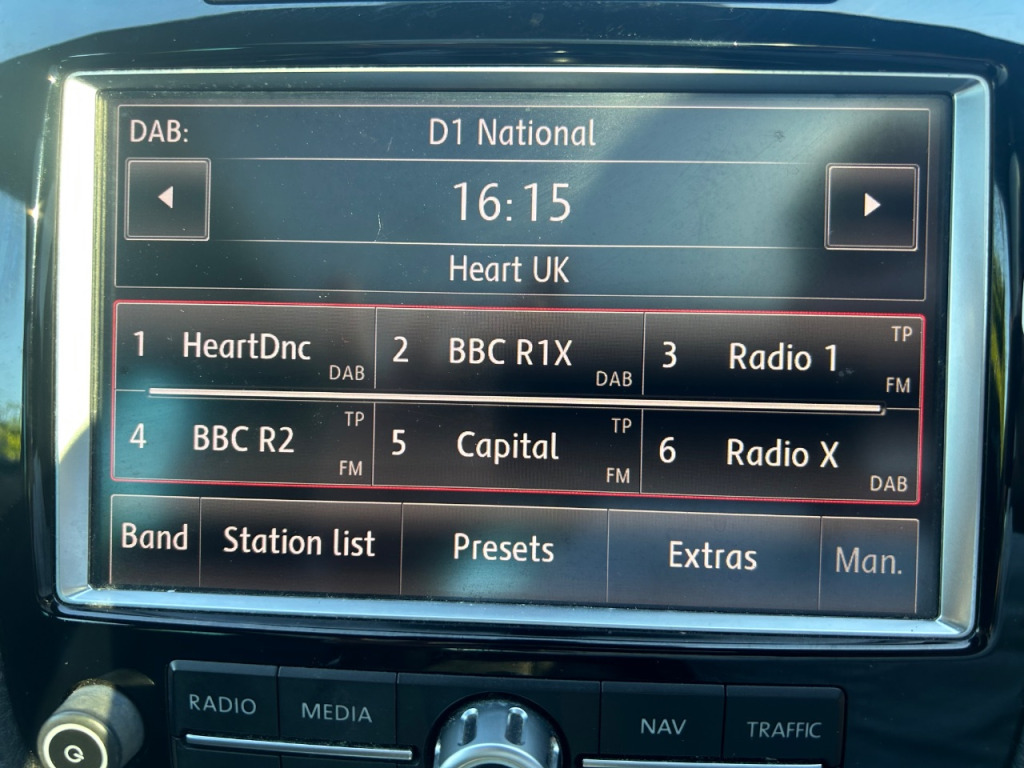 DAB: D1 National
16:15
Heart UK
1 HeartDnc DAB
2 BBC R1X DAB
3 Radio 1 TP FM
4 BBC R2 TP FM
5 Capital TP FM
6 Radio X DAB
Band Station list Presets Extras Man.
RADIO MEDIA NAV TRAFFIC